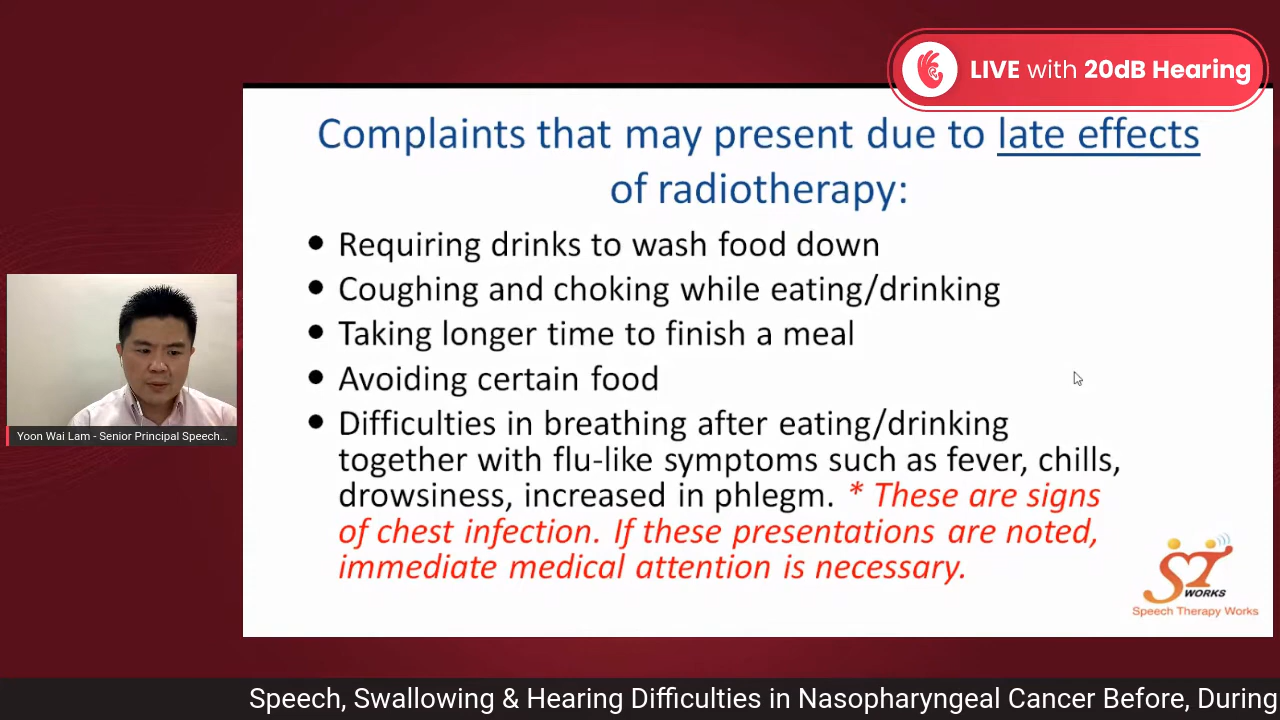 LIVE with 20dB Hearing
Complaints that may present due to late effects
of radiotherapy:
• Requiring drinks to wash food down
• Coughing and choking while eating/drinking
• Taking longer time to finish a meal
• Avoiding certain food
• Difficulties in breathing after eating/drinking
together with flu-like symptoms such as fever, chills,
drowsiness, increased in phlegm. * These are signs
of chest infection. If these presentations are noted,
immediate medical attention is necessary.
Yoon Wai Lam - Senior Principal Speech...
ST
WORKS
Speech Therapy Works
Speech, Swallowing & Hearing Difficulties in Nasopharyngeal Cancer Before, During